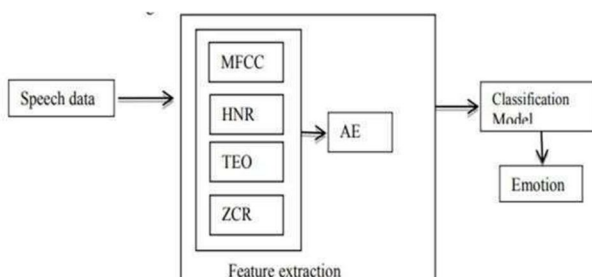 Speech data
MFCC
HNR
TEO
ZCR
AE
Feature extraction
Classification
Model
Emotion